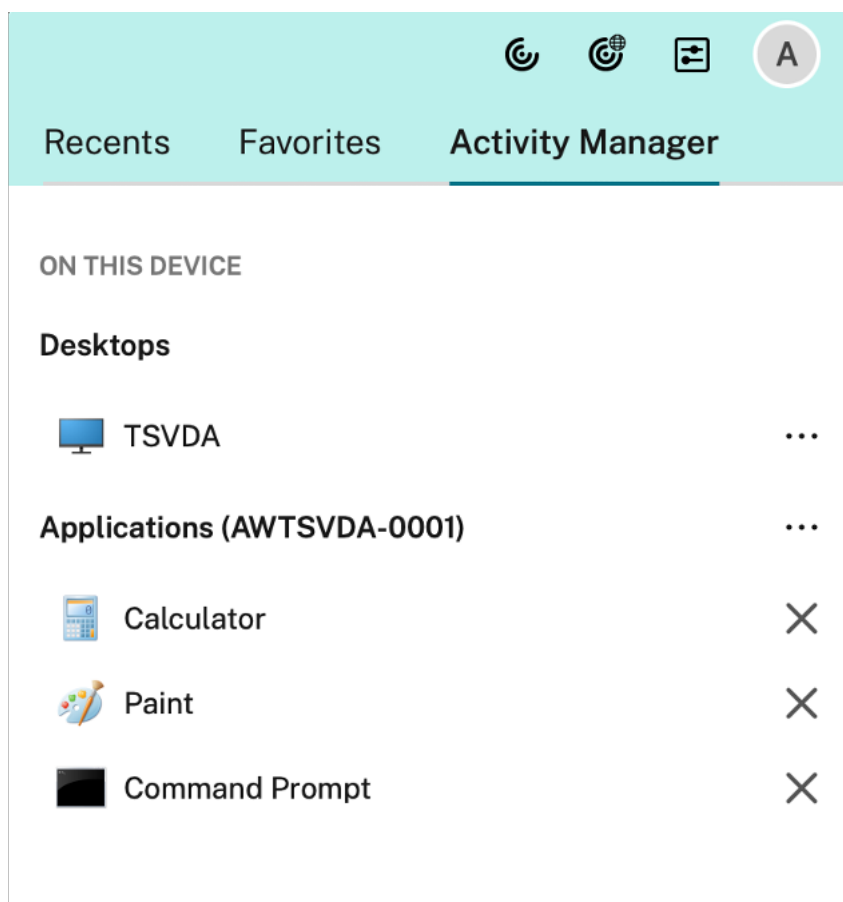 A
Recents Favorites Activity Manager
ON THIS DEVICE
Desktops
TSVDA ...
Applications (AWTSVDA-0001) ...
Calculator
Paint
Command Prompt